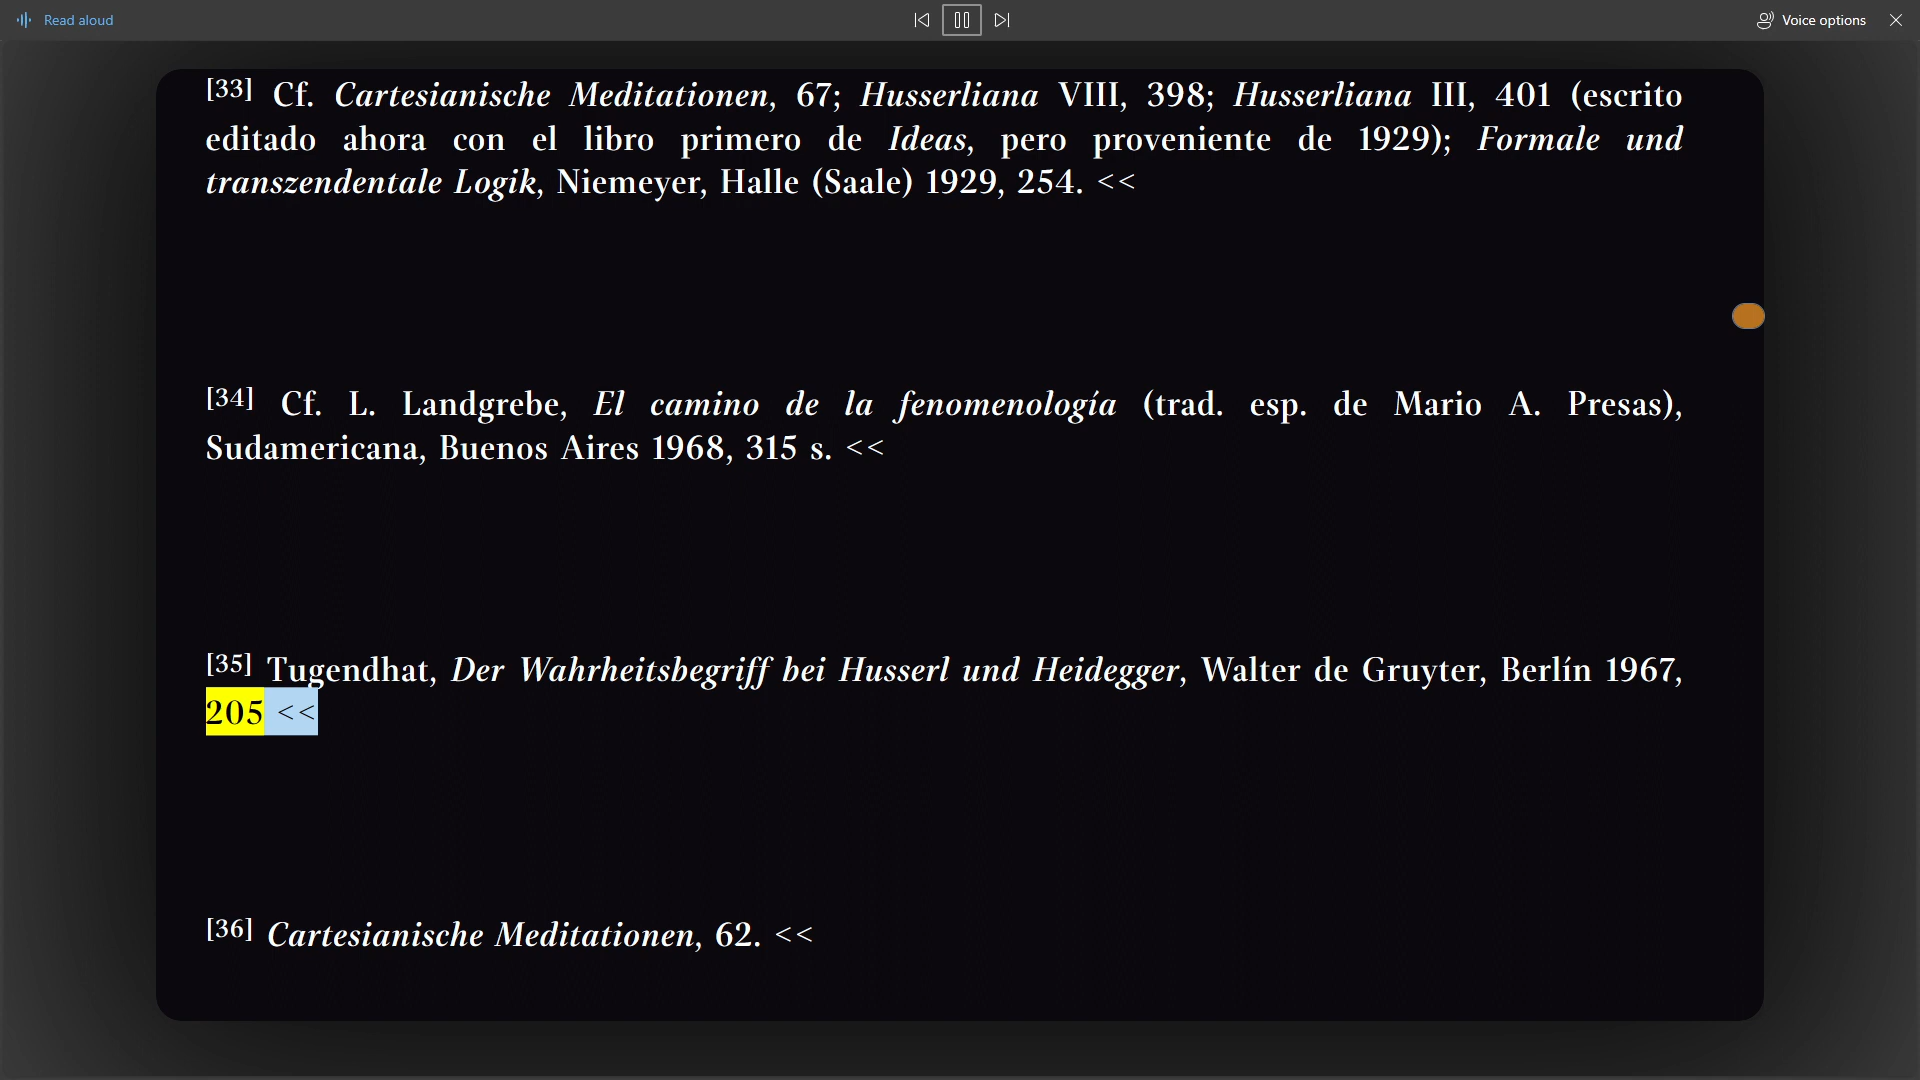 Read aloud
Voice options
[33] Cf. Cartesianische Meditationen, 67; Husserliana VIII, 398; Husserliana III, 401 (escrito
editado ahora con el libro primero de Ideas, pero proveniente de 1929); Formale und
transzendentale Logik, Niemeyer, Halle (Saale) 1929, 254. <<
[34] Cf. L. Landgrebe, El camino de la fenomenología (trad. esp. de Mario A. Presas),
Sudamericana, Buenos Aires 1968, 315 s. <<
[35] Tugendhat, Der Wahrheitsbegriff bei Husserl und Heidegger, Walter de Gruyter, Berlín 1967,
205 <<
[36] Cartesianische Meditationen, 62. <<